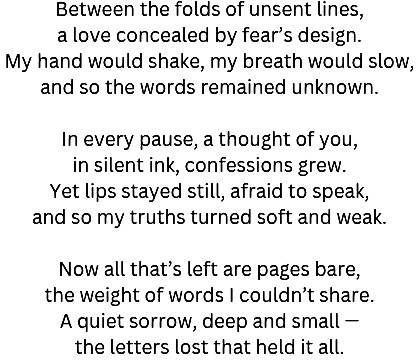 Between the folds of unsent lines,
a love concealed by fear’s design.
My hand would shake, my breath would slow,
and so the words remained unknown.

In every pause, a thought of you,
in silent ink, confessions grew.
Yet lips stayed still, afraid to speak,
and so my truths turned soft and weak.

Now all that’s left are pages bare,
the weight of words I couldn’t share.
A quiet sorrow, deep and small —
the letters lost that held it all.